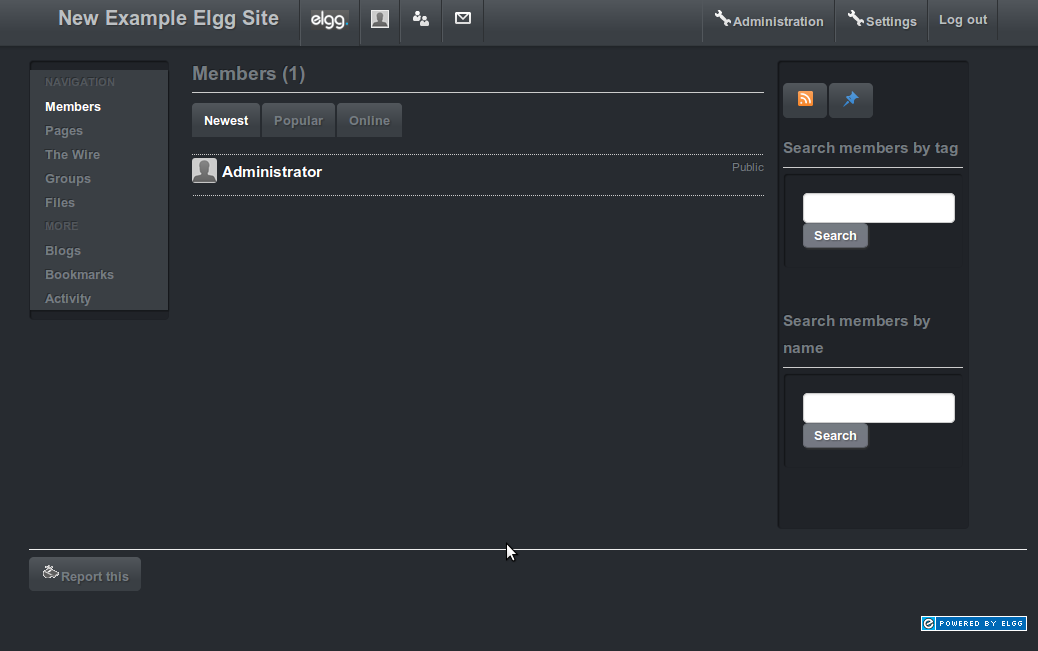 New Example Elgg Site
elgg.
Administration
Settings
Log out
NAVIGATION
Members
Pages
The Wire
Groups
Files
MORE
Blogs
Bookmarks
Activity
Members (1)
Newest
Popular
Online
Administrator
Public
Search members by tag
Search
Search members by
name
Search
Report this
POWERED BY ELGG